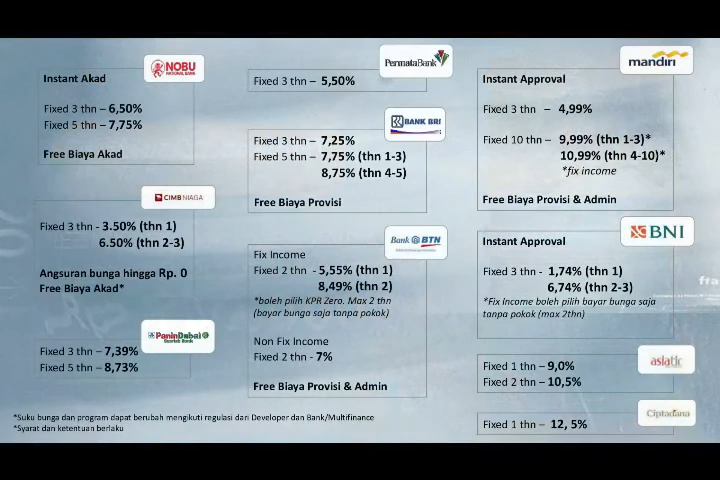 NOBU
NATIONAL BANK
Instant Akad
Fixed 3 thn – 6,50%
Fixed 5 thn – 7,75%
Free Biaya Akad
CIMB NIAGA
Fixed 3 thn - 3.50% (thn 1)
6.50% (thn 2-3)
Angsuran bunga hingga Rp. 0
Free Biaya Akad*
PaninDubai
Syariah Bank
Fixed 3 thn – 7,39%
Fixed 5 thn – 8,73%
PermataBank
Fixed 3 thn – 5,50%
BANK BRI
Fixed 3 thn – 7,25%
Fixed 5 thn – 7,75% (thn 1-3)
8,75% (thn 4-5)
Free Biaya Provisi
Bank BTN
Fix Income
Fixed 2 thn - 5,55% (thn 1)
8,49% (thn 2)
*boleh pilih KPR Zero. Max 2 thn
(bayar bunga saja tanpa pokok)
Non Fix Income
Fixed 2 thn - 7%
Free Biaya Provisi & Admin
mandiri
Instant Approval
Fixed 3 thn – 4,99%
Fixed 10 thn – 9,99% (thn 1-3)*
10,99% (thn 4-10)*
*fix income
Free Biaya Provisi & Admin
BNI
Instant Approval
Fixed 3 thn - 1,74% (thn 1)
6,74% (thn 2-3)
*Fix Income boleh pilih bayar bunga saja
tanpa pokok (max 2thn)
asiatic
Fixed 1 thn – 9,0%
Fixed 2 thn – 10,5%
Ciptadana
Fixed 1 thn – 12, 5%
*Suku bunga dan program dapat berubah mengikuti regulasi dari Developer dan Bank/Multifinance
*Syarat dan ketentuan berlaku